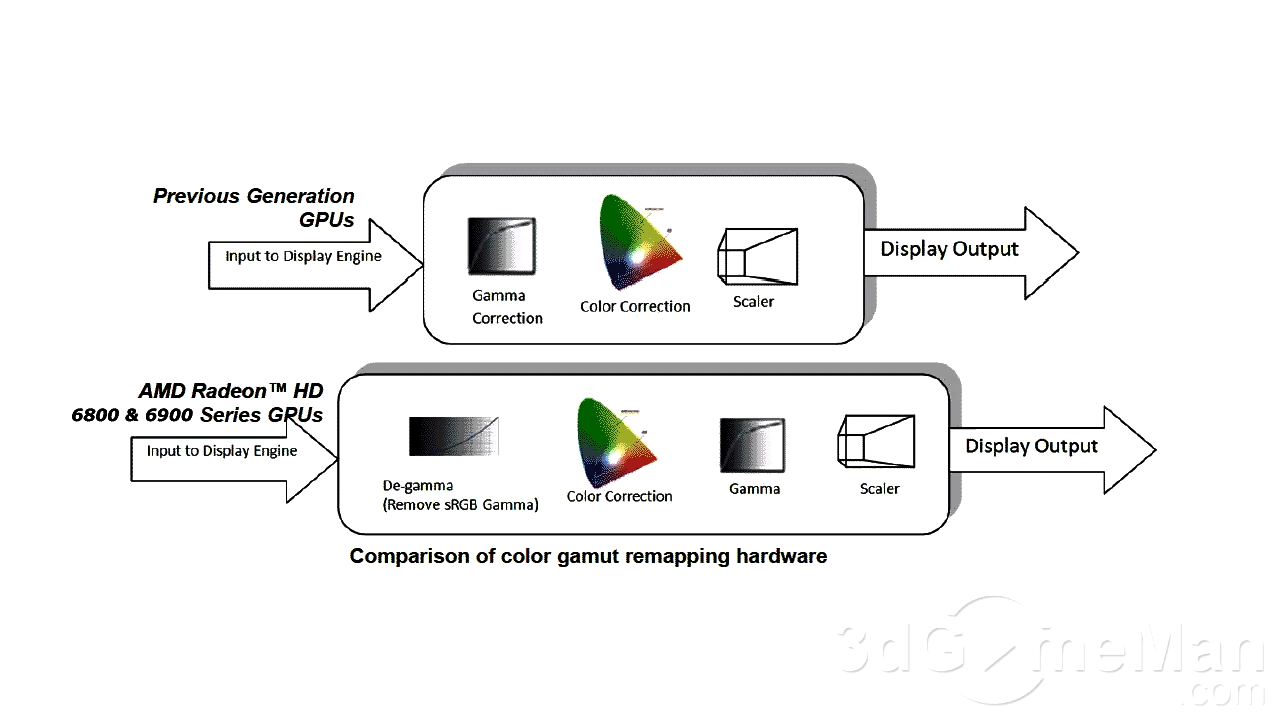 Previous Generation
GPUs
Input to Display Engine
Gamma
Correction
Color Correction
Scaler
Display Output
AMD Radeon™ HD
6800 & 6900 Series GPUs
Input to Display Engine
De-gamma
(Remove sRGB Gamma)
Color Correction
Gamma
Scaler
Display Output
Comparison of color gamut remapping hardware
3dGameMan
.com